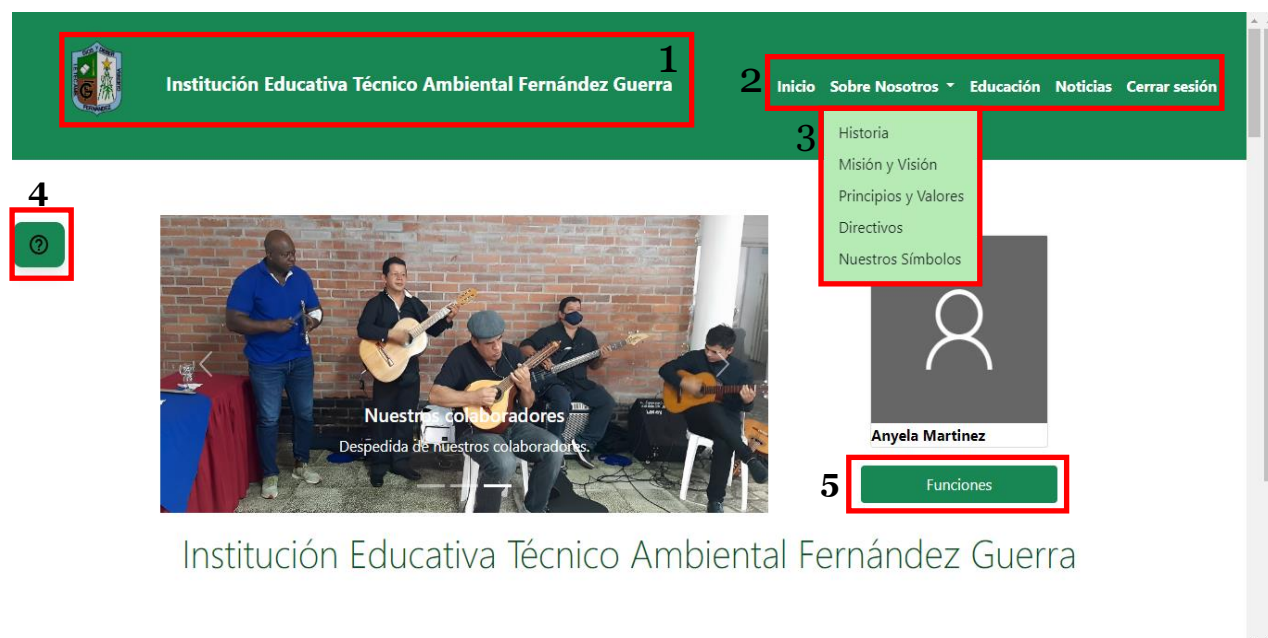 1
Institución Educativa Técnico Ambiental Fernández Guerra
2
Inicio Sobre Nosotros Educación Noticias Cerrar sesión
3
Historia
Misión y Visión
Principios y Valores
Directivos
Nuestros Símbolos
4
?
Nuestros colaboradores
Despedida de nuestros colaboradores.
Anyela Martinez
5
Funciones
Institución Educativa Técnico Ambiental Fernández Guerra